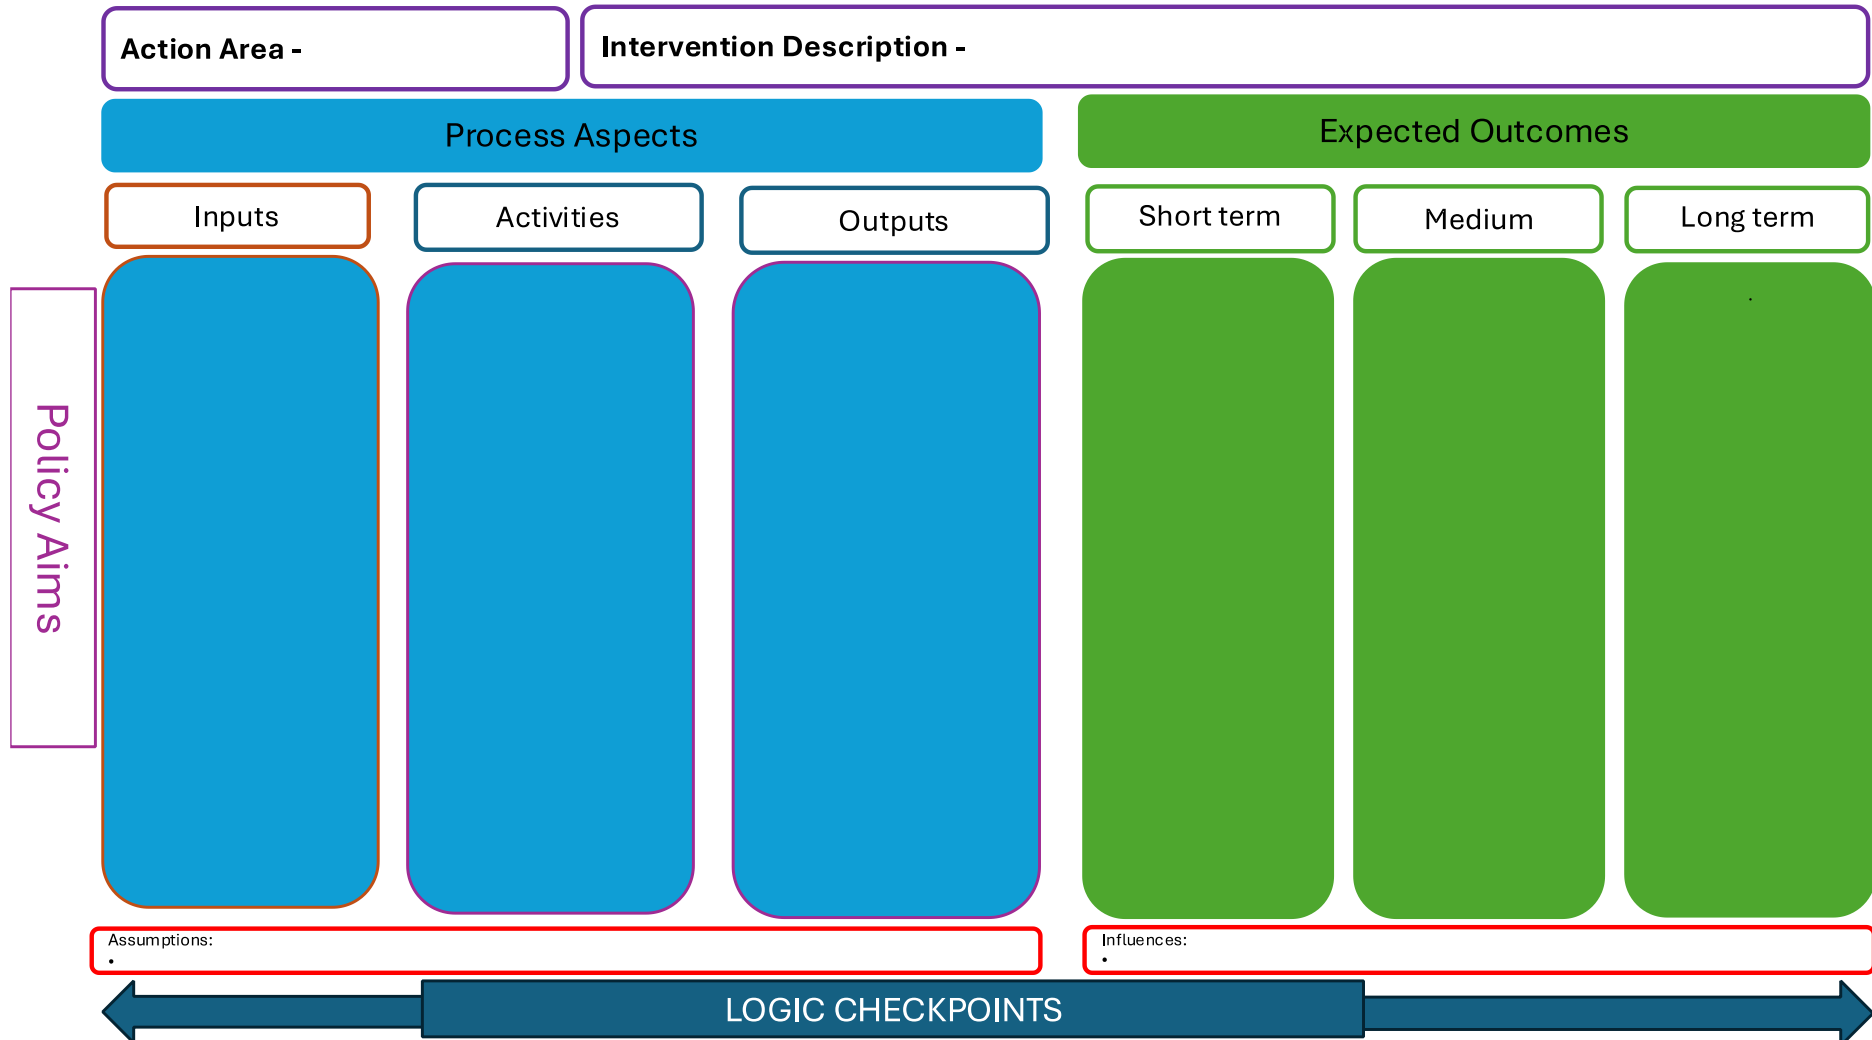 Action Area -
Intervention Description -
Process Aspects
Expected Outcomes
Inputs
Activities
Outputs
Short term
Medium
Long term
.
Policy Aims
Assumptions:
•
Influences:
•
LOGIC CHECKPOINTS